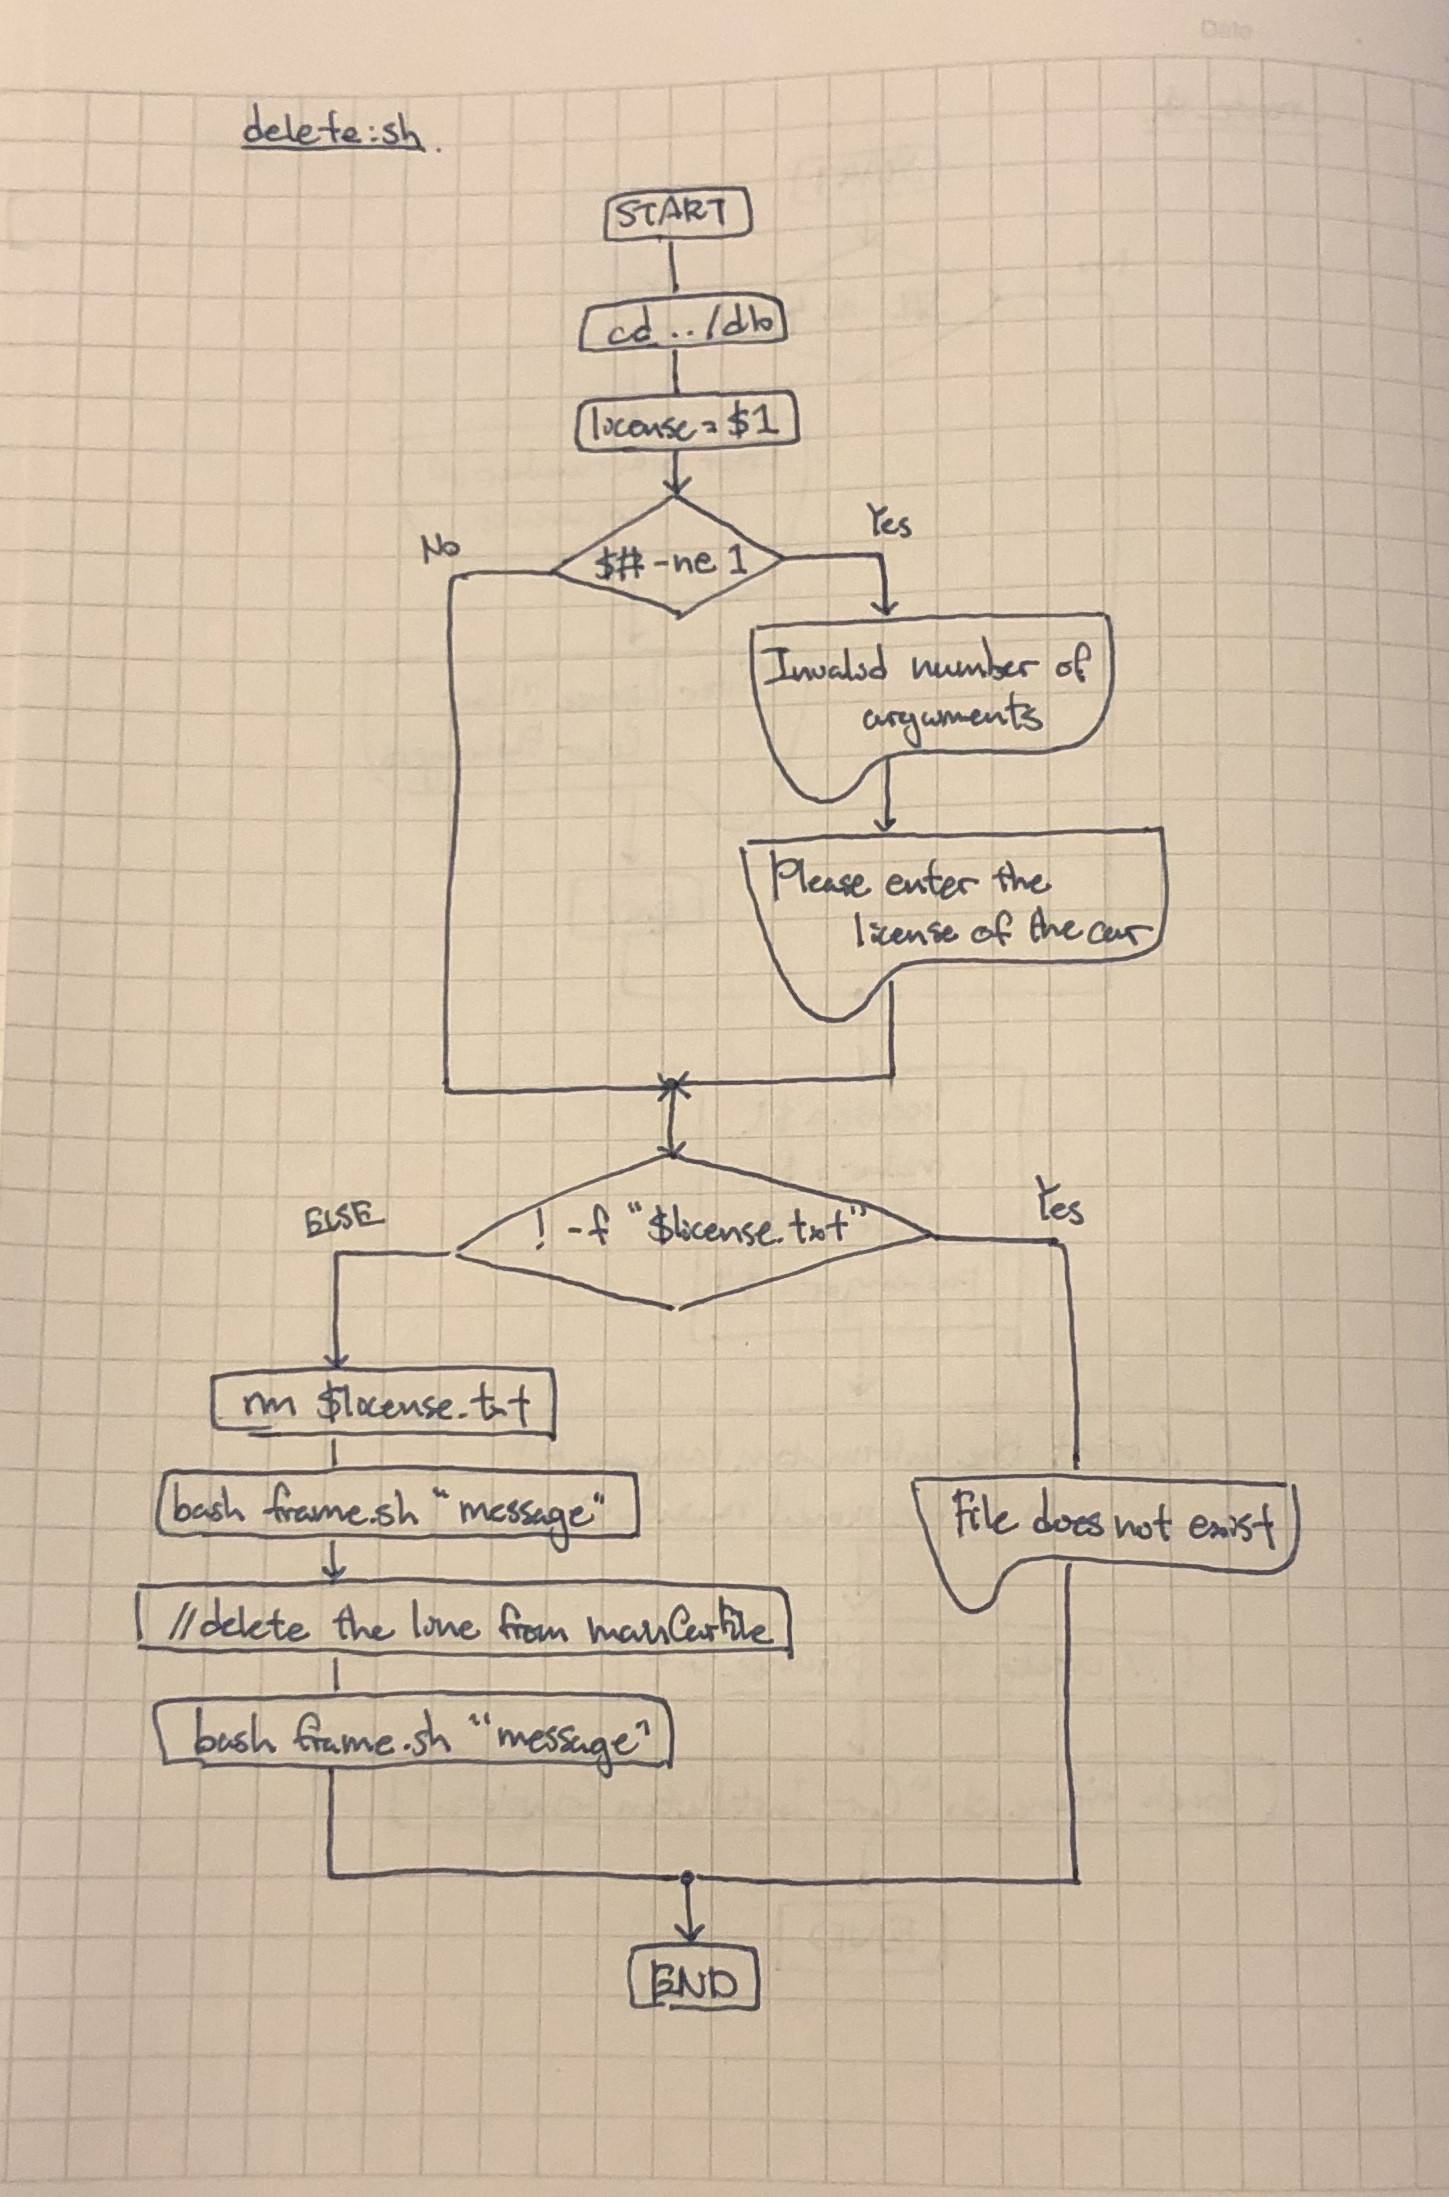 Date
delete.sh.
START
cd ../db
license=$1
No
$# -ne 1
Yes
Invalid number of
arguments
Please enter the
license of the car
ELSE
! -f "$license.txt"
Yes
rm $license.txt
bash frame.sh "message"
File does not exist
//delete the line from mainCarFile
bash frame.sh "message"
END